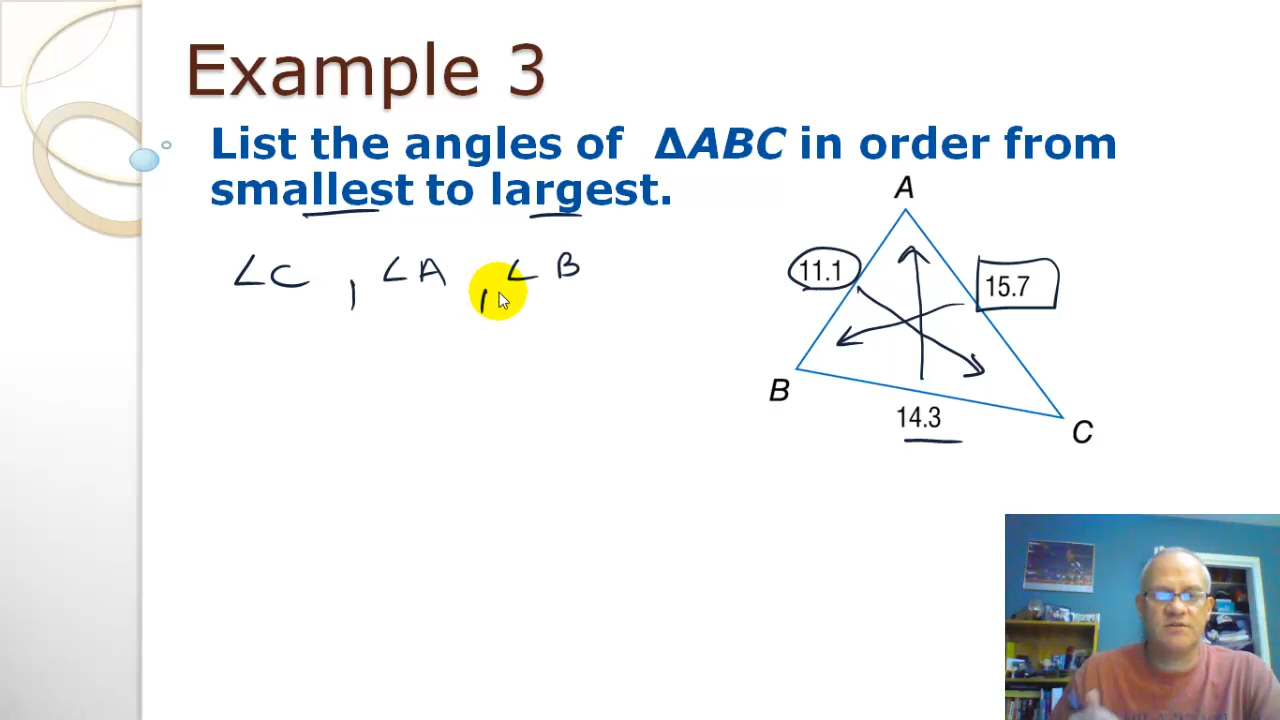 Example 3
List the angles of ΔABC in order from
smallest to largest.
∠C , ∠A , ∠B
A
11.1
15.7
B
14.3
C